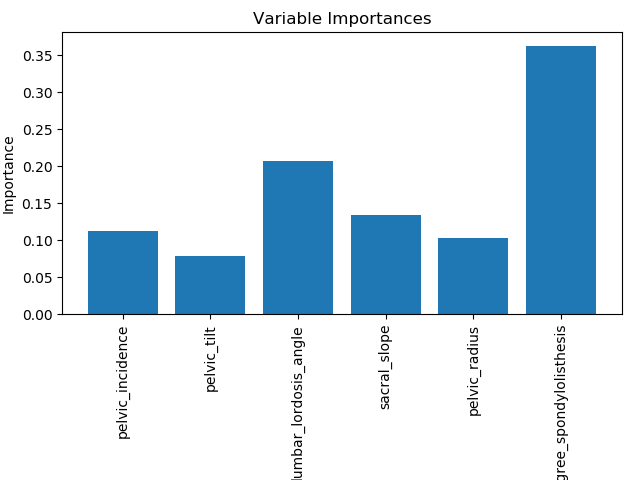 Variable Importances
Importance
0.35
0.30
0.25
0.20
0.15
0.10
0.05
0.00
pelvic_incidence
pelvic_tilt
lumbar_lordosis_angle
sacral_slope
pelvic_radius
gree_spondylolisthesis